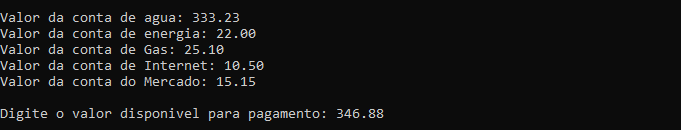 Valor da conta de agua: 333.23
Valor da conta de energia: 22.00
Valor da conta de Gas: 25.10
Valor da conta de Internet: 10.50
Valor da conta do Mercado: 15.15
Digite o valor disponivel para pagamento: 346.88